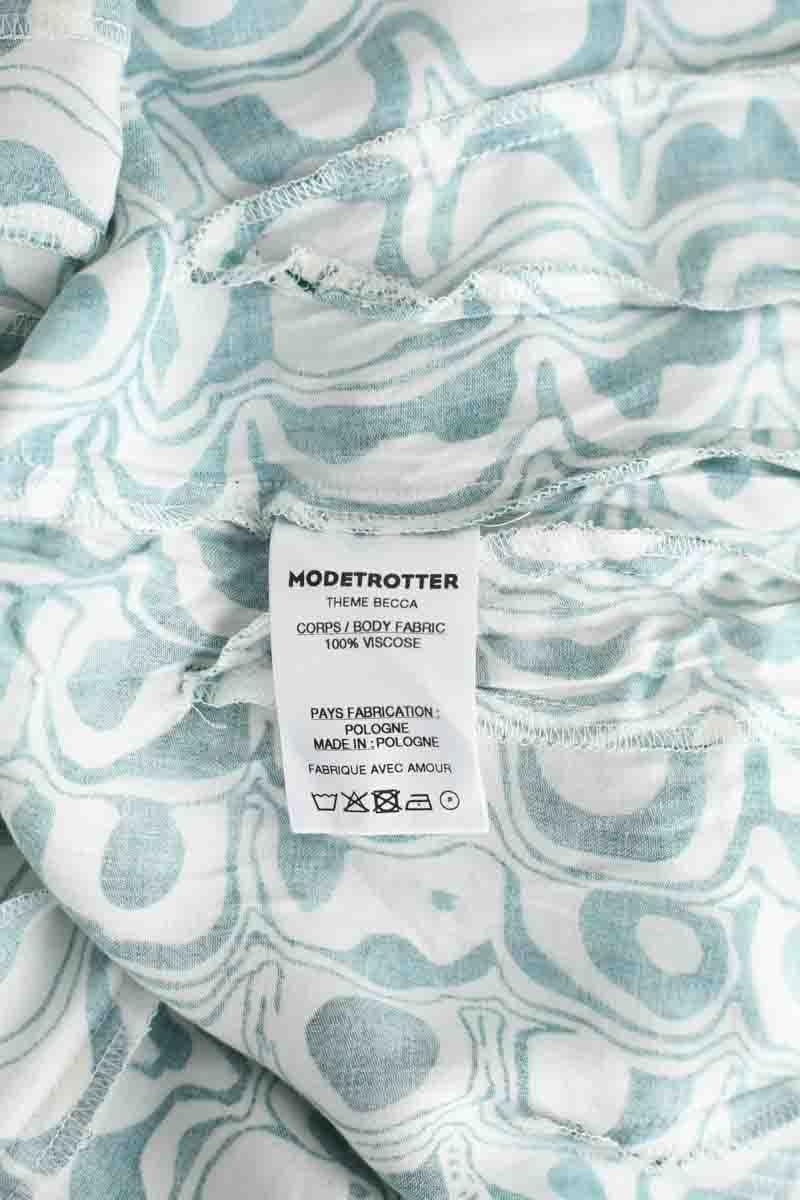 MODETROTTER
THEME BECCA
CORPS / BODY FABRIC
100% VISCOSE
PAYS FABRICATION :
POLOGNE
MADE IN : POLOGNE
FABRIQUE AVEC AMOUR